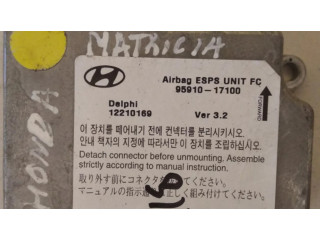 MATRICIA
HONDA
Airbag ESPS UNIT FC
95910-17100
FORWARD
Delphi
12210169
Ver 3.2
이 장치를 떼어내기 전에 컨넥터를 분리시키시오.
안내 책자의 지정에 따라서만 이 장치를 조립하십시오.
Detach connector before unmounting. Assemble
strictly according to manual instruction.
取り外す前にコネクタを
てください。
マニュアルの指示通り
正しく組み付けてください。